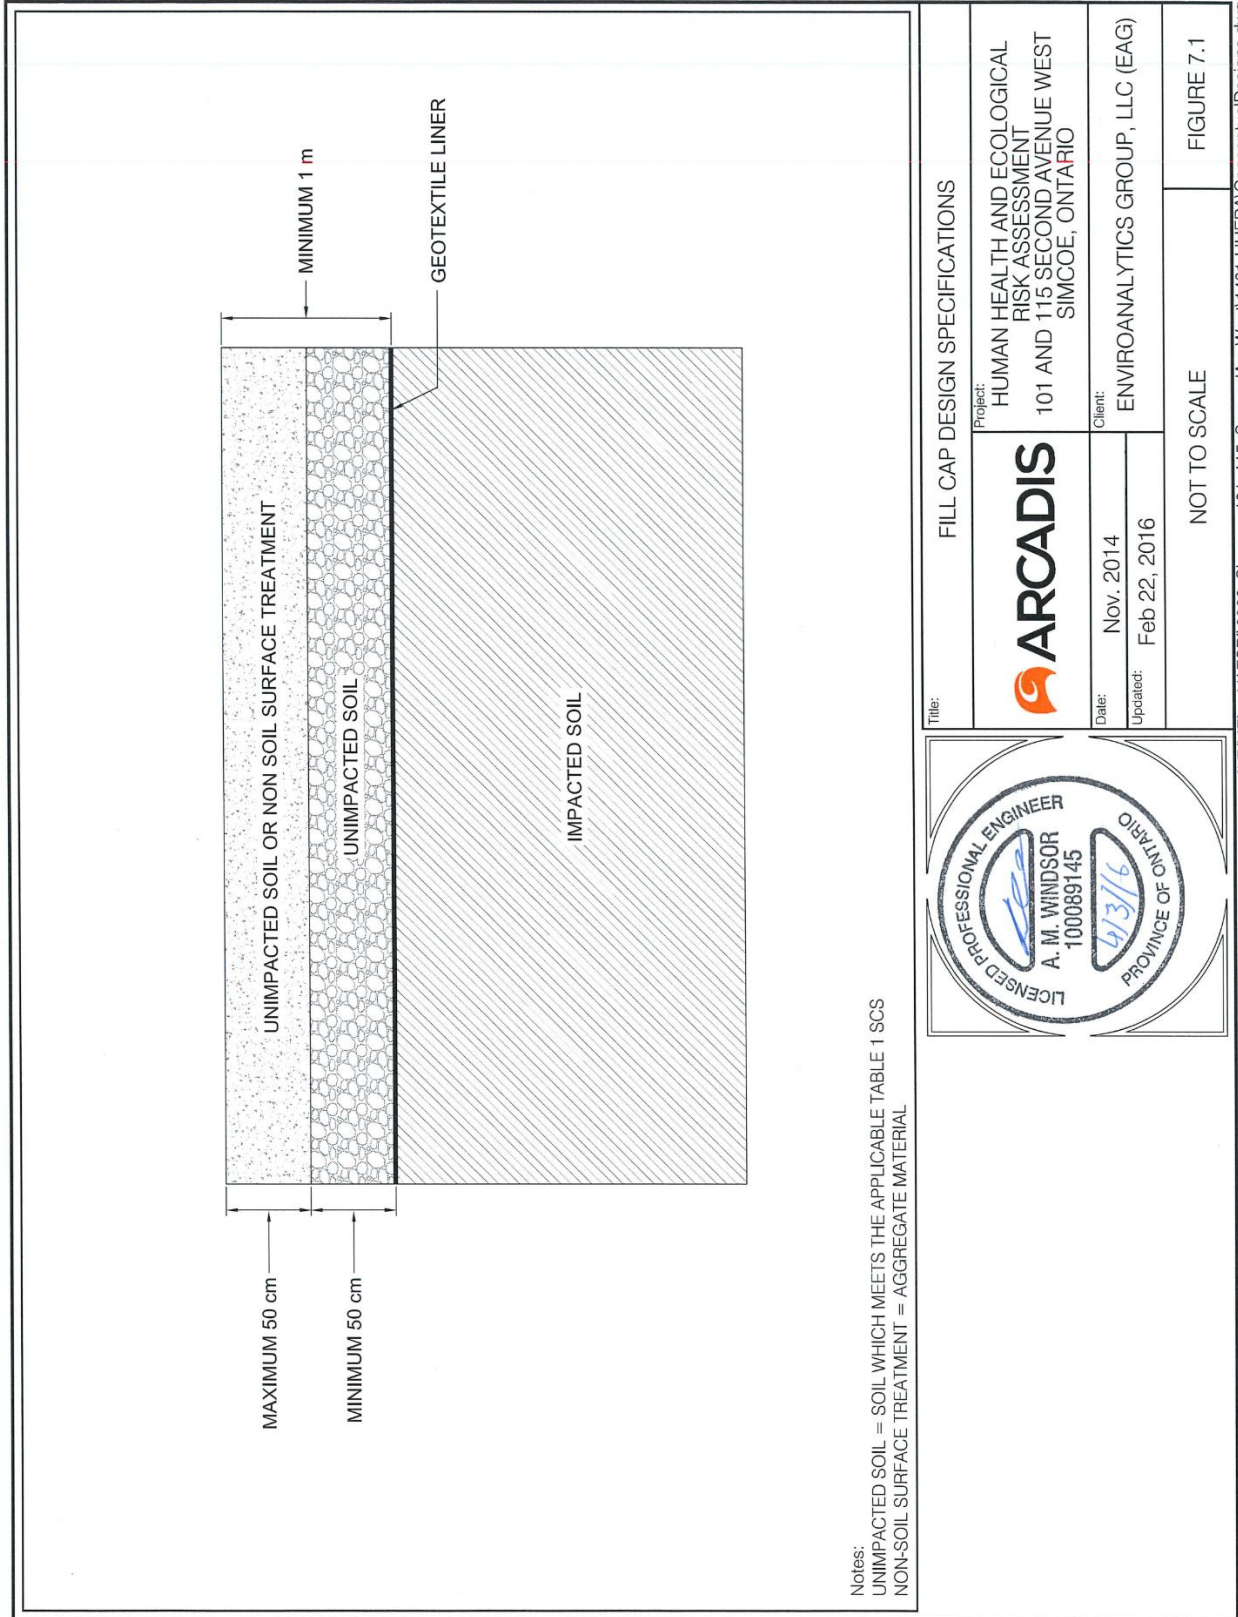 MAXIMUM 50 cm
MINIMUM 50 cm
UNIMPACTED SOIL OR NON SOIL SURFACE TREATMENT
UNIMPACTED SOIL
IMPACTED SOIL
MINIMUM 1 m
GEOTEXTILE LINER
Notes:
UNIMPACTED SOIL = SOIL WHICH MEETS THE APPLICABLE TABLE 1 SCS
NON-SOIL SURFACE TREATMENT = AGGREGATE MATERIAL
LICENSED PROFESSIONAL ENGINEER
A. M. WINDSOR
100089145
4/3/16
PROVINCE OF ONTARIO
Title:
FILL CAP DESIGN SPECIFICATIONS
ARCADIS
Project:
HUMAN HEALTH AND ECOLOGICAL
RISK ASSESSMENT
101 AND 115 SECOND AVENUE WEST
SIMCOE, ONTARIO
Date:
Nov. 2014
Updated:
Feb 22, 2016
Client:
ENVIROANALYTICS GROUP, LLC (EAG)
NOT TO SCALE
FIGURE 7.1